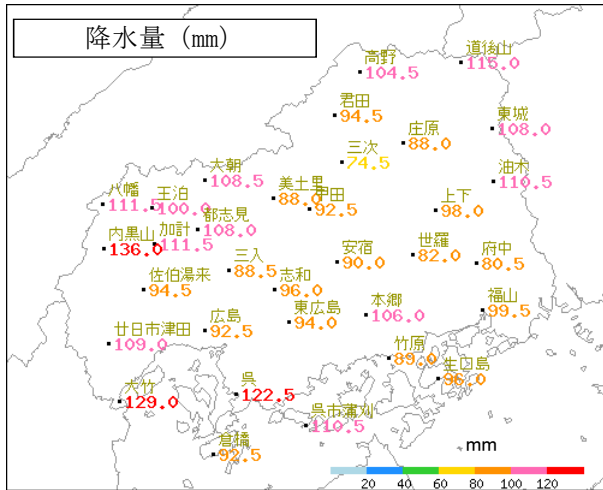 降水量 (mm)
道後山
115.0
高野
104.5
君田
94.5
東城
108.0
庄原
88.0
三次
74.5
油木
110.5
大朝
108.5
八幡
111.5
王泊
100.0
美土里
88.0
甲田
92.5
上下
98.0
都志見
108.0
内黒山
136.0
加計
111.5
三入
88.5
安宿
90.0
世羅
82.0
府中
80.5
佐伯湯来
94.5
志和
96.0
東広島
94.0
本郷
106.0
福山
99.5
廿日市津田
109.0
広島
92.5
竹原
89.0
生口島
96.0
大竹
129.0
呉
122.5
呉市蒲刈
110.5
倉橋
92.5
mm
20 40 60 80 100 120